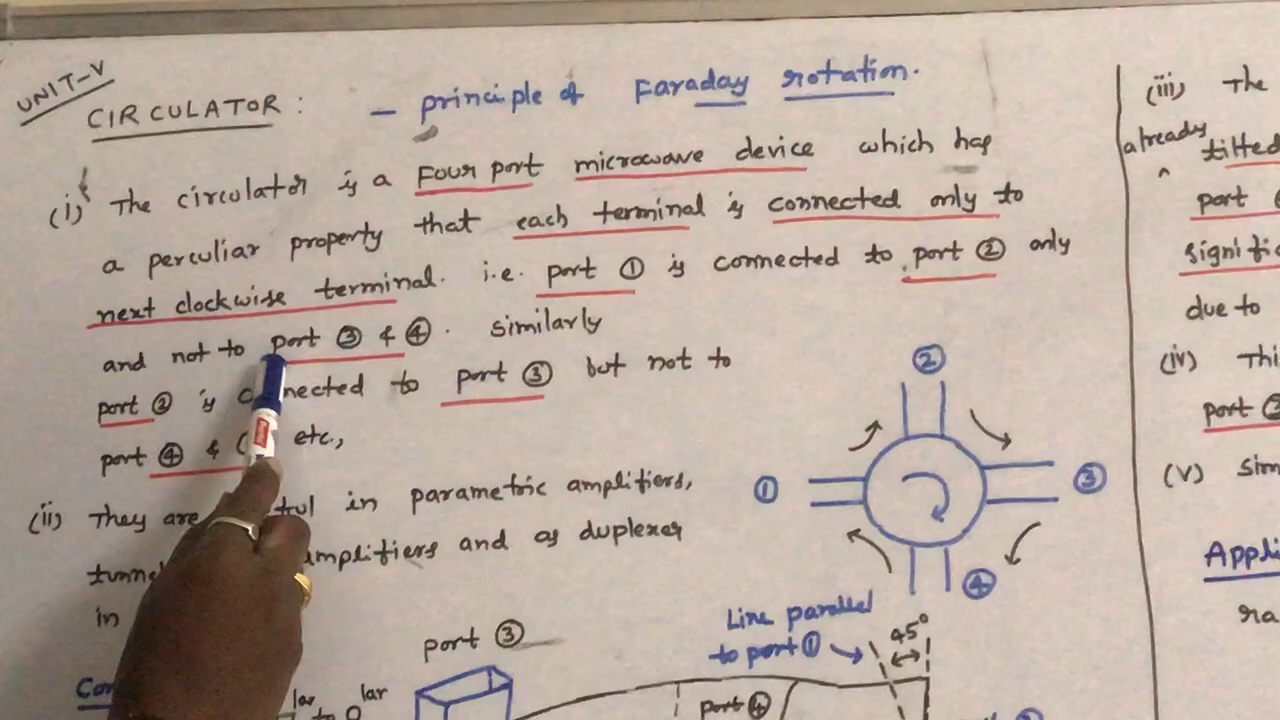 UNIT-V
CIRCULATOR : - principle of Faraday rotation.
(i) The circulator is a Four port microwave device which has
a perculiar property that each terminal is connected only to
next clockwise terminal. i.e. port ① is connected to port ② only
and not to port ③ & ④. similarly
port ② is connected to port ③ but not to
port ④ & etc.,
(ii) They are in parametric amplifiers,
amplifiers and as duplexer
in
②
①
③
④
Line parallel
to port ①
45°
port ③
port ④
lar to lar
(iii) The
already
tilted
port
due to
(iv) Thi
port ②
(v) Sim
Appli
ra